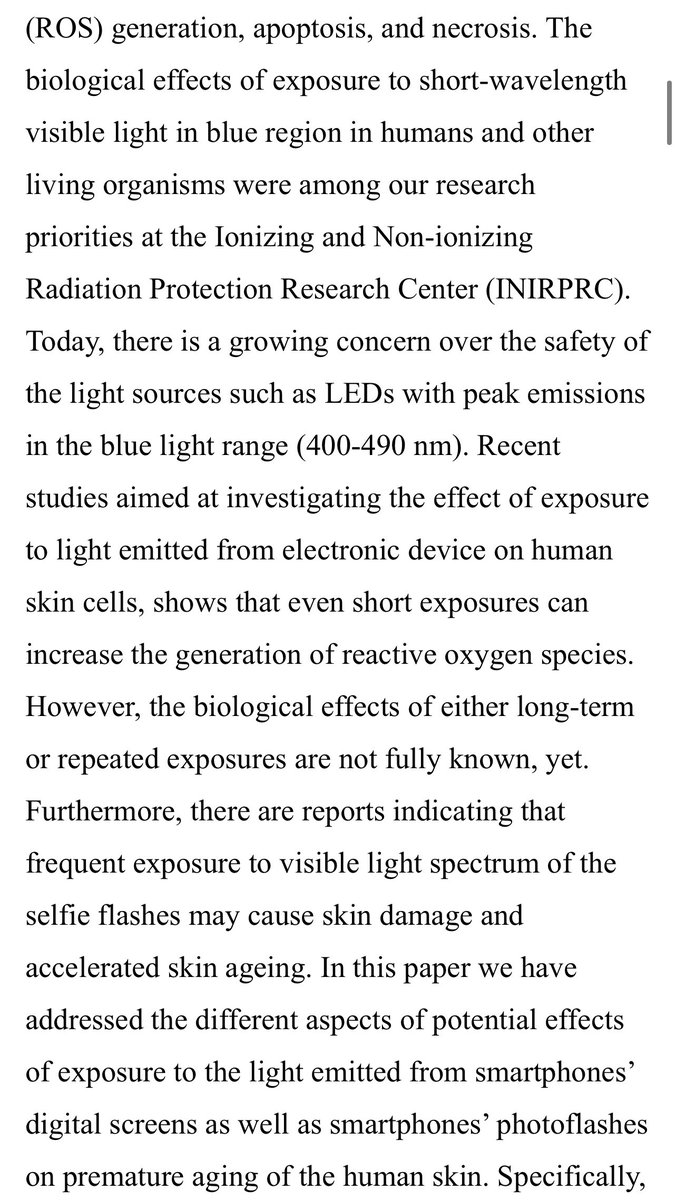 (ROS) generation, apoptosis, and necrosis. The
biological effects of exposure to short-wavelength
visible light in blue region in humans and other
living organisms were among our research
priorities at the Ionizing and Non-ionizing
Radiation Protection Research Center (INIRPRC).
Today, there is a growing concern over the safety of
the light sources such as LEDs with peak emissions
in the blue light range (400-490 nm). Recent
studies aimed at investigating the effect of exposure
to light emitted from electronic device on human
skin cells, shows that even short exposures can
increase the generation of reactive oxygen species.
However, the biological effects of either long-term
or repeated exposures are not fully known, yet.
Furthermore, there are reports indicating that
frequent exposure to visible light spectrum of the
selfie flashes may cause skin damage and
accelerated skin ageing. In this paper we have
addressed the different aspects of potential effects
of exposure to the light emitted from smartphones’
digital screens as well as smartphones’ photoflashes
on premature aging of the human skin. Specifically,